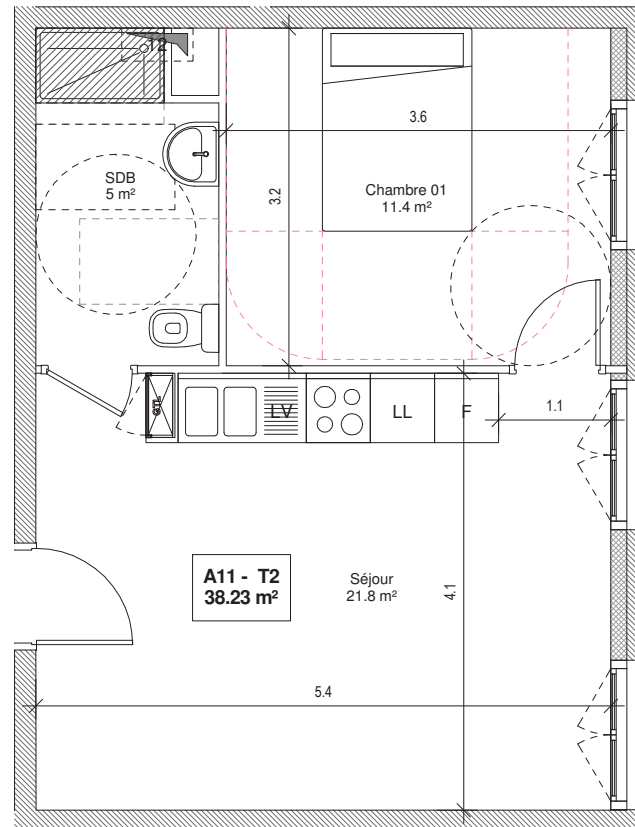 T2
3.6
SDB
5 m²
3.2
Chambre 01
11.4 m²
GTL
LV
LL
F
1.1
A11 - T2
38.23 m²
Séjour
21.8 m²
4.1
5.4